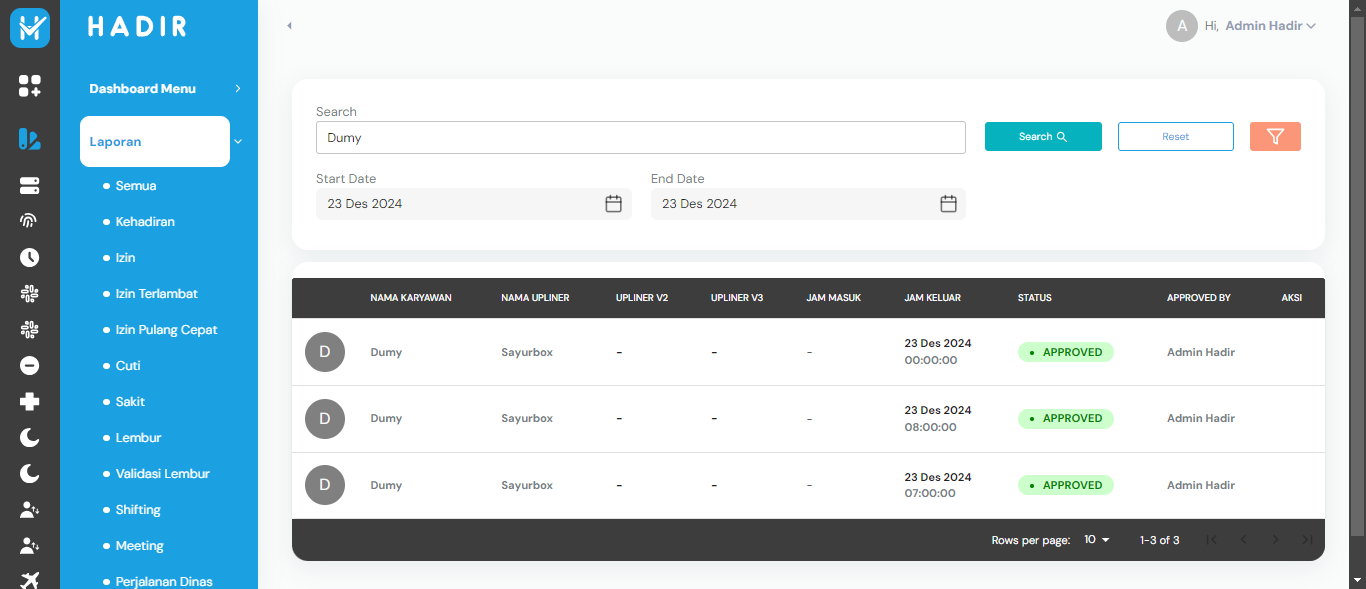 HADIR
A Hi, Admin Hadir
Dashboard Menu
Laporan
Semua
Kehadiran
Izin
Izin Terlambat
Izin Pulang Cepat
Cuti
Sakit
Lembur
Validasi Lembur
Shifting
Meeting
Perjalanan Dinas
Search
Dumy
Search
Reset
Start Date End Date
23 Des 2024 23 Des 2024
NAMA KARYAWAN NAMA UPLINER UPLINER V2 UPLINER V3 JAM MASUK JAM KELUAR STATUS APPROVED BY AKSI
D Dumy Sayurbox - - - 23 Des 2024 00:00:00 • APPROVED Admin Hadir
D Dumy Sayurbox - - - 23 Des 2024 08:00:00 • APPROVED Admin Hadir
D Dumy Sayurbox - - - 23 Des 2024 07:00:00 • APPROVED Admin Hadir
Rows per page: 10 1-3 of 3